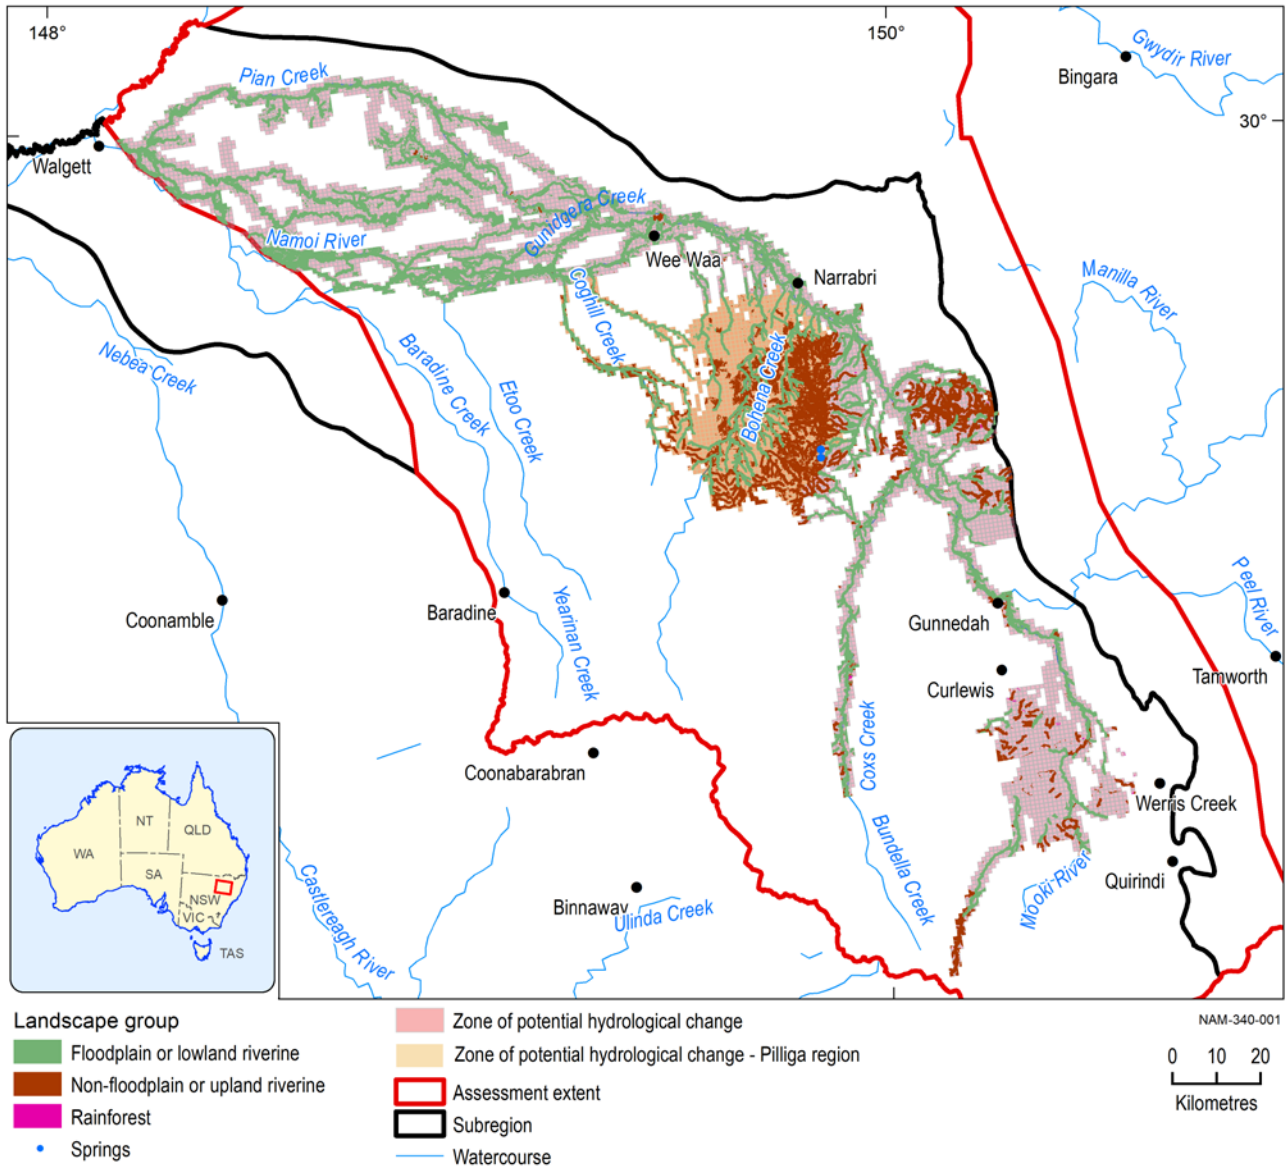 148°
150°
Gwydir River
Bingara
Pian Creek
30°
Walgett
Gunidgera Creek
Namoi River
Wee Waa
Narrabri
Manilla River
Coghill Creek
Nebea Creek
Baradine Creek
Etoo Creek
Bohena Creek
Peel River
Coonamble
Baradine
Yearinan Creek
Gunnedah
Tamworth
Curlewis
Coxs Creek
Coonabarabran
Werris Creek
Bundella Creek
Mooki River
Quirindi
Castlereagh River
Binnaway
Ulinda Creek
WA
NT
QLD
SA
NSW
VIC
TAS
NAM-340-001
Landscape group
Floodplain or lowland riverine
Non-floodplain or upland riverine
Rainforest
Springs
Zone of potential hydrological change
Zone of potential hydrological change - Pilliga region
Assessment extent
Subregion
Watercourse
0 10 20
Kilometres